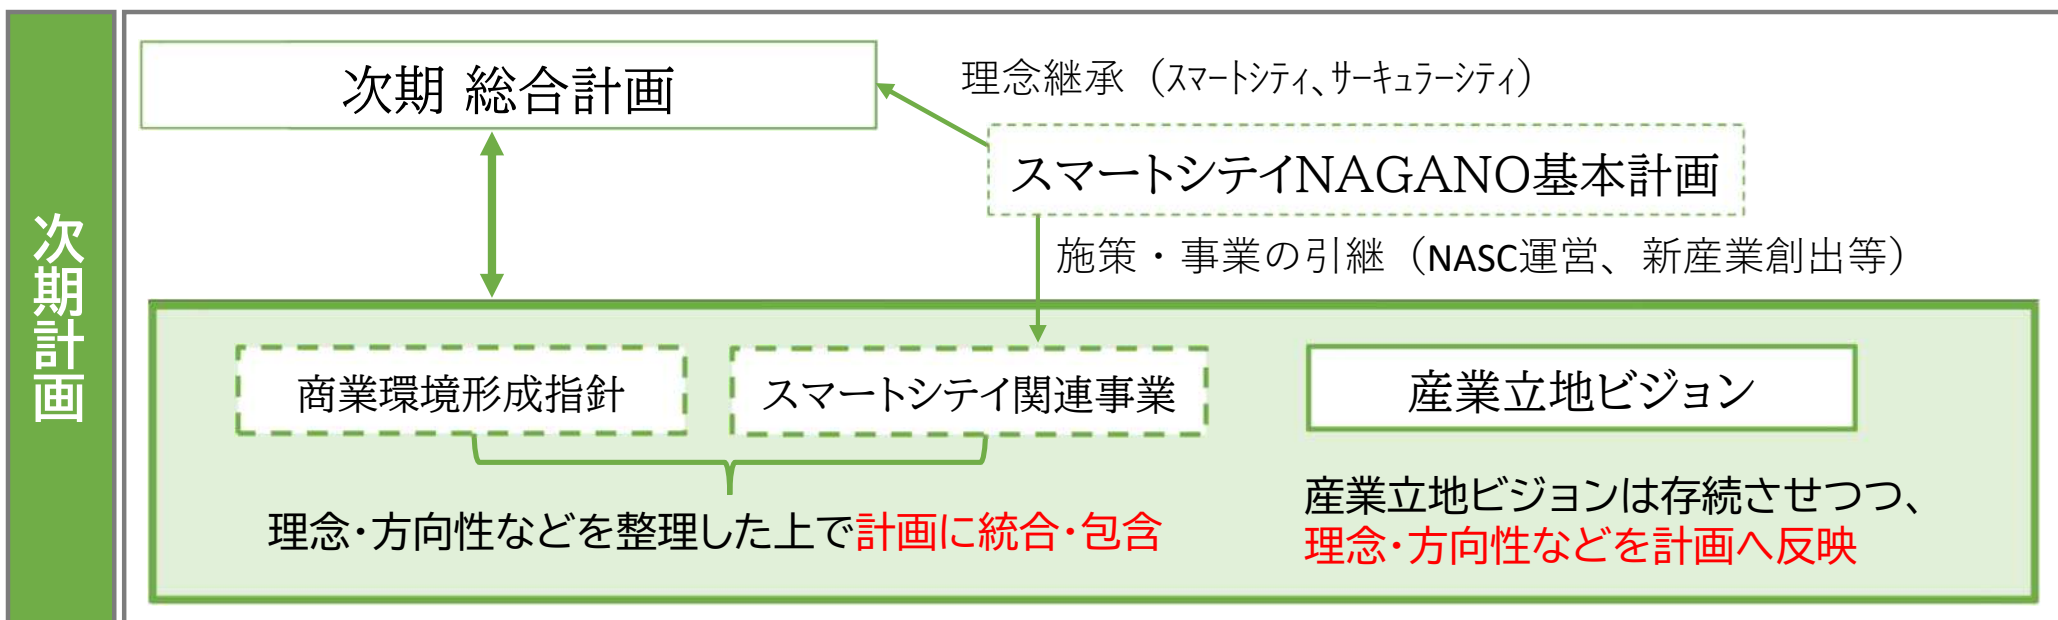 次期計画
次期 総合計画
理念継承（スマートシティ、サーキュラーシティ）
スマートシテイNAGANO基本計画
施策・事業の引継（NASC運営、新産業創出等）
商業環境形成指針
スマートシテイ関連事業
産業立地ビジョン
理念・方向性などを整理した上で計画に統合・包含
産業立地ビジョンは存続させつつ、
理念・方向性などを計画へ反映